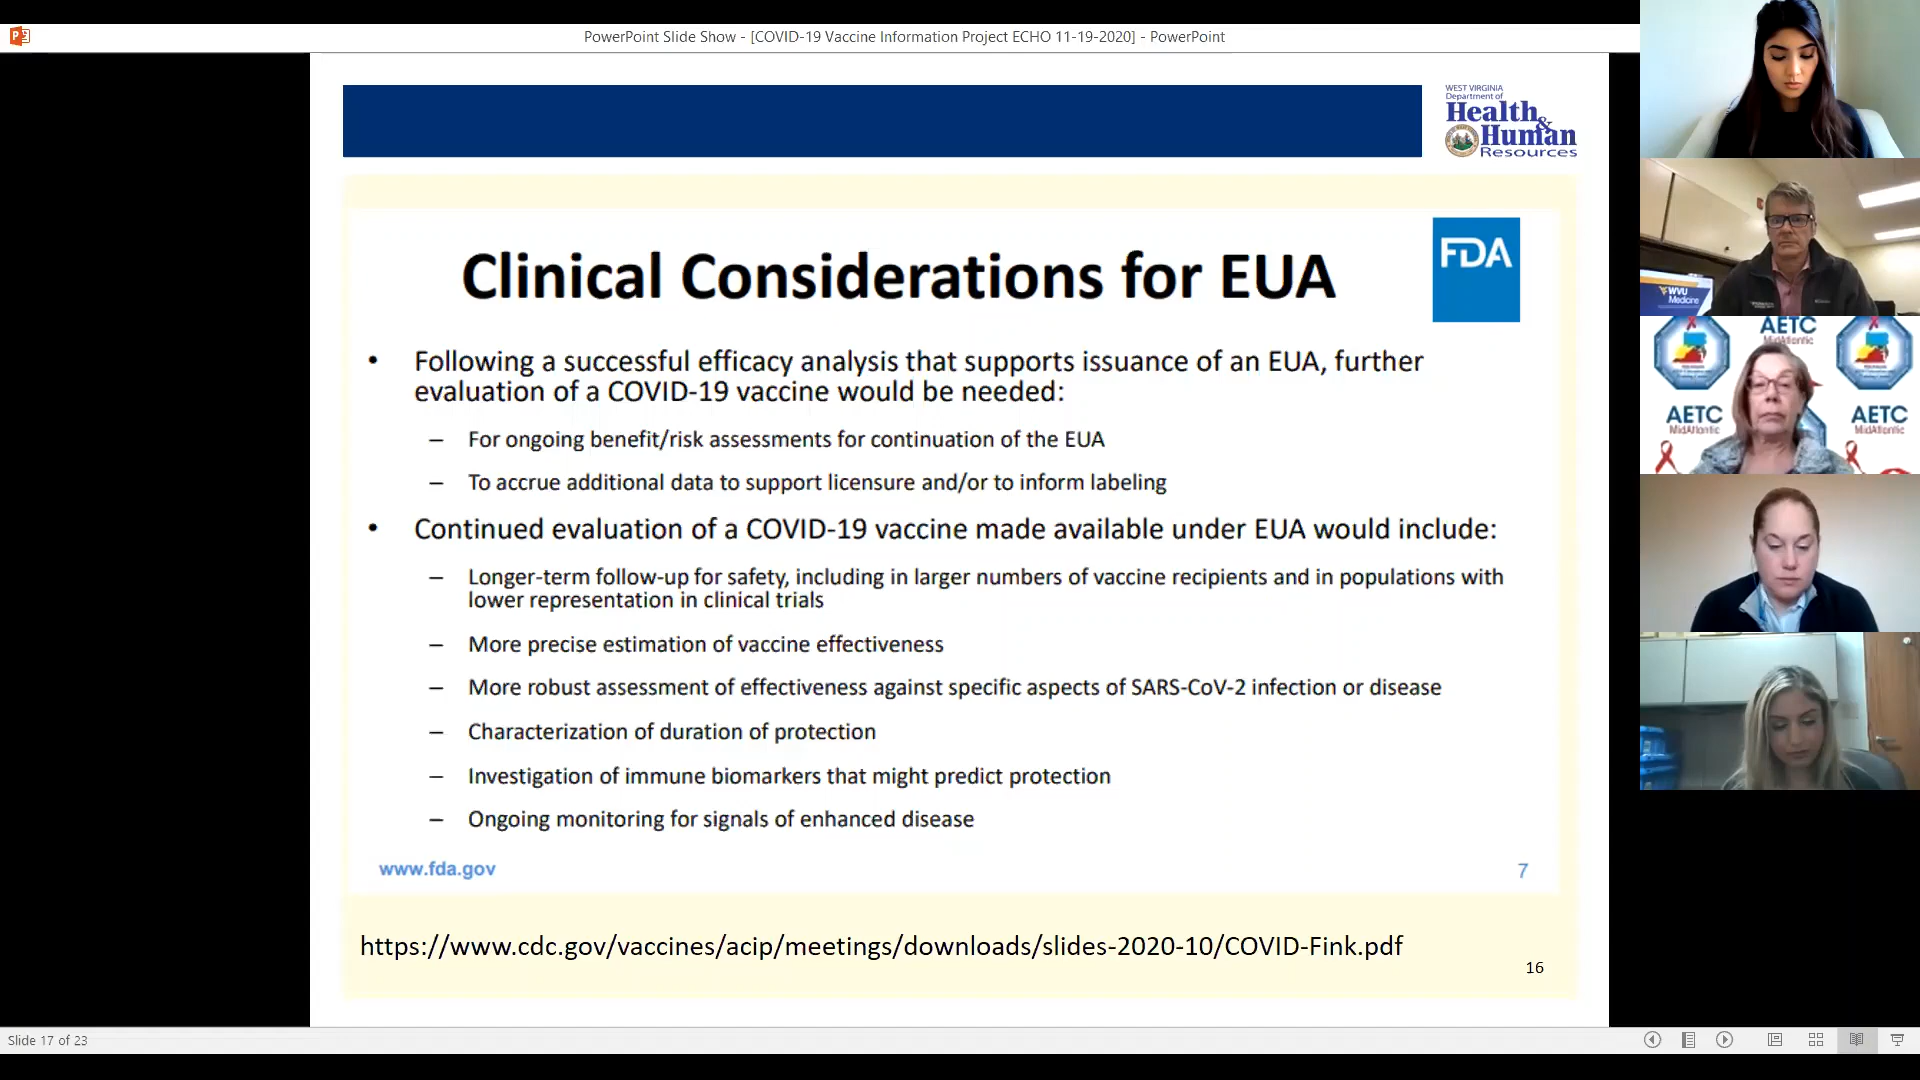 PowerPoint Slide Show - [COVID-19 Vaccine Information Project ECHO 11-19-2020] - PowerPoint
WEST VIRGINIA
Department of
Health &
Human
Resources
Clinical Considerations for EUA
FDA
• Following a successful efficacy analysis that supports issuance of an EUA, further
evaluation of a COVID-19 vaccine would be needed:
– For ongoing benefit/risk assessments for continuation of the EUA
– To accrue additional data to support licensure and/or to inform labeling
• Continued evaluation of a COVID-19 vaccine made available under EUA would include:
– Longer-term follow-up for safety, including in larger numbers of vaccine recipients and in populations with
lower representation in clinical trials
– More precise estimation of vaccine effectiveness
– More robust assessment of effectiveness against specific aspects of SARS-CoV-2 infection or disease
– Characterization of duration of protection
– Investigation of immune biomarkers that might predict protection
– Ongoing monitoring for signals of enhanced disease
www.fda.gov
7
https://www.cdc.gov/vaccines/acip/meetings/downloads/slides-2020-10/COVID-Fink.pdf
16
Slide 17 of 23
WVU
Medicine
AETC
MidAtlantic
AETC
MidAtlantic
AETC
MidAtlantic